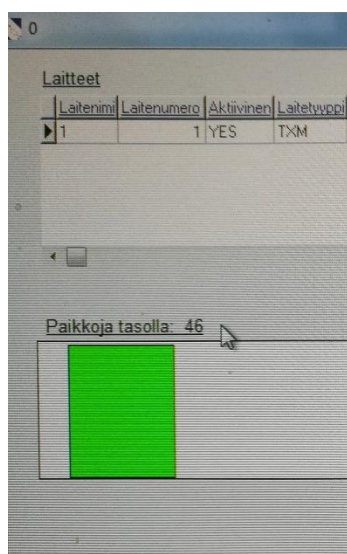 0
Laitteet
Laitenimi Laitenumero Aktiivinen Laitetyyppi
1 1 YES TXM
Paikkoja tasolla: 46